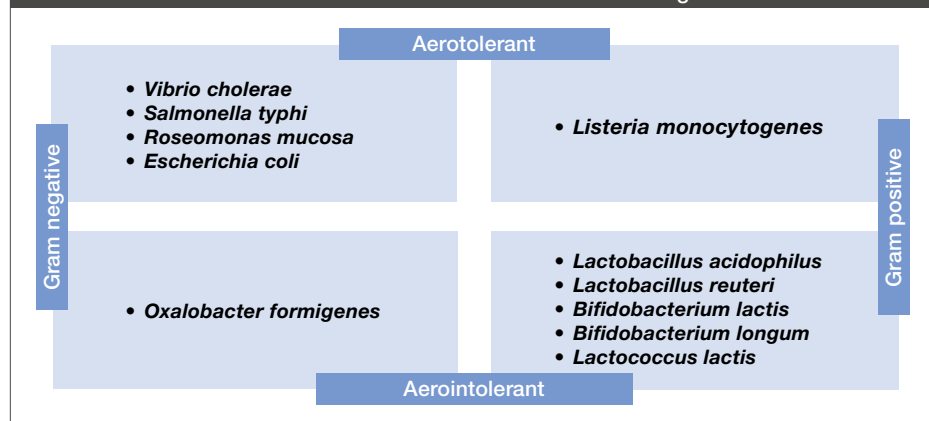 Aerotolerant
• Vibrio cholerae
• Salmonella typhi
• Roseomonas mucosa
• Escherichia coli
• Listeria monocytogenes
Gram negative
Gram positive
• Oxalobacter formigenes
• Lactobacillus acidophilus
• Lactobacillus reuteri
• Bifidobacterium lactis
• Bifidobacterium longum
• Lactococcus lactis
Aerointolerant